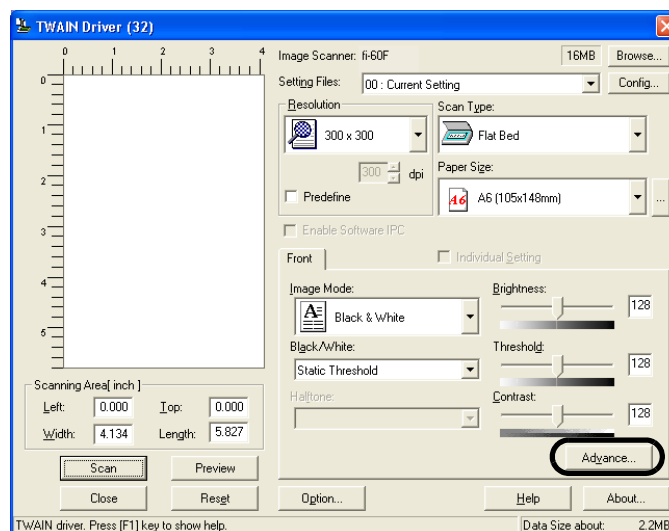 TWAIN Driver (32)
0 1 2 3 4
0
1
2
3
4
5
Image Scanner: fi-60F 16MB Browse...
Setting Files: 00 : Current Setting Config...
Resolution
300 x 300
300 dpi
Predefine
Scan Type:
Flat Bed
Paper Size:
A6 A6 (105x148mm) ...
Enable Software IPC
Front Individual Setting
Image Mode:
A Black & White
Black/White:
Static Threshold
Halftone:
Brightness:
128
Threshold:
128
Contrast:
128
Advance...
Scanning Area[ inch ]
Left: 0.000 Top: 0.000
Width: 4.134 Length: 5.827
Scan Preview
Close Reset Option... Help About...
TWAIN driver. Press [F1] key to show help. Data Size about: 2.2MB